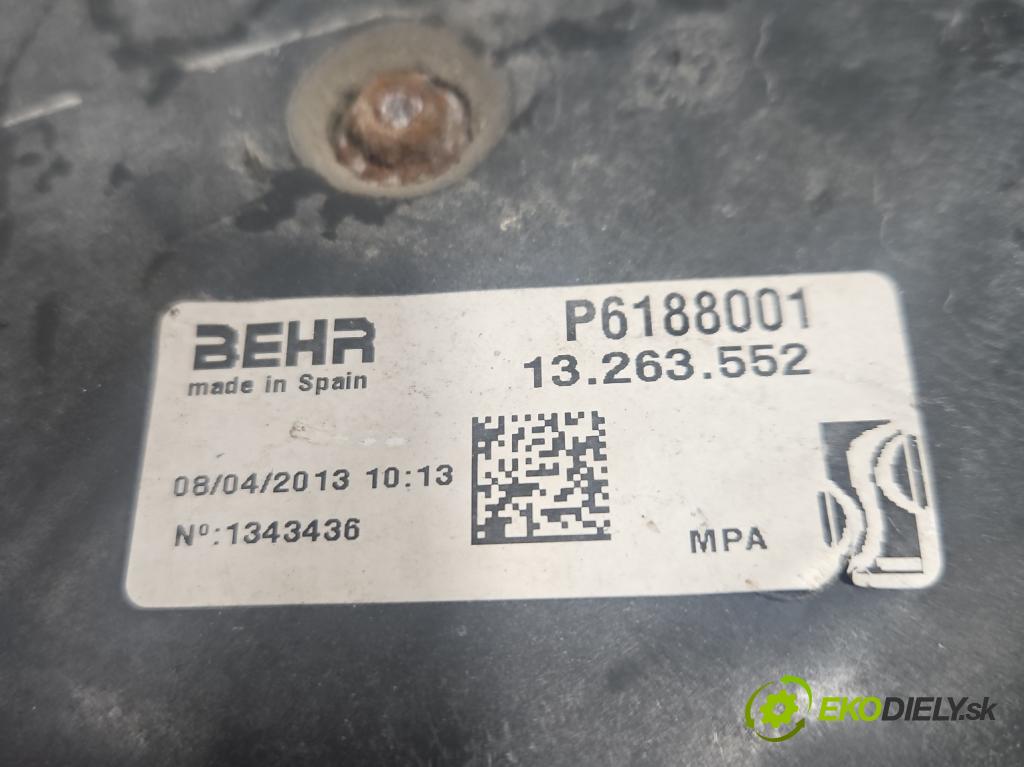 BEHR
made in Spain
P6188001
13.263.552
08/04/2013 10:13
Nº:1343436
MPA
EKODIELY.sk